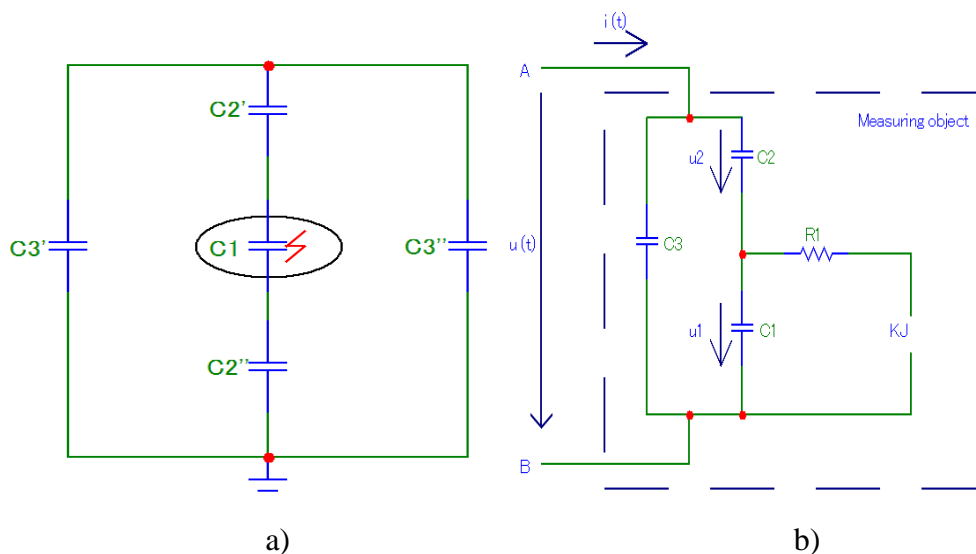 C2'
C1
C3'
C3''
C2''
a)
i(t)
A
Measuring object
u2
C2
u(t)
C3
R1
u1
C1
KJ
B
b)